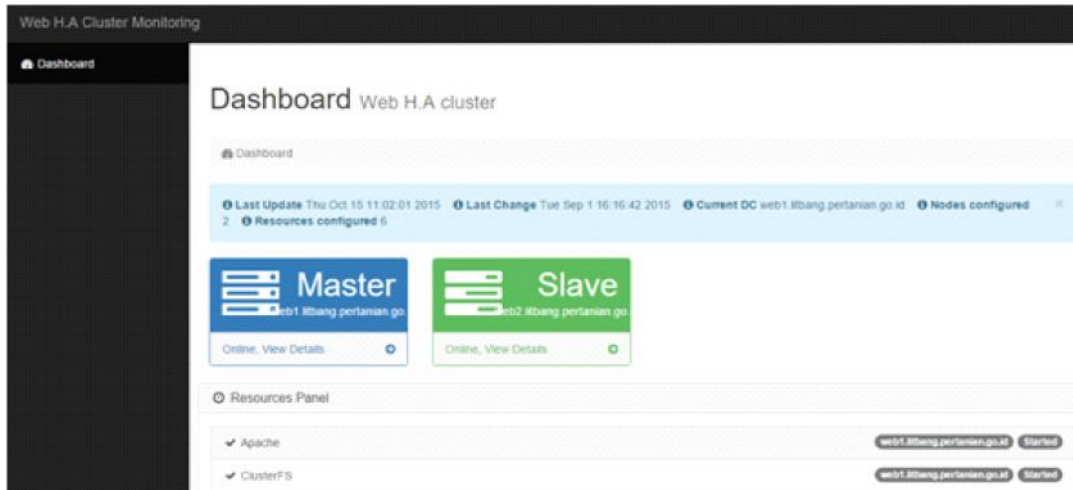 Web H.A Cluster Monitoring
Dashboard
Dashboard Web H.A cluster
Dashboard
Last Update Thu Oct 15 11:02:01 2015 Last Change Tue Sep 1 16:16:42 2015 Current DC web1.litbang.pertanian.go.id Nodes configured ×
2 Resources configured 6
Master
web1.litbang.pertanian.go.
Online, View Details
Slave
web2.litbang.pertanian.go.
Online, View Details
Resources Panel
Apache web1.litbang.pertanian.go.id Started
ClusterFS web1.litbang.pertanian.go.id Started